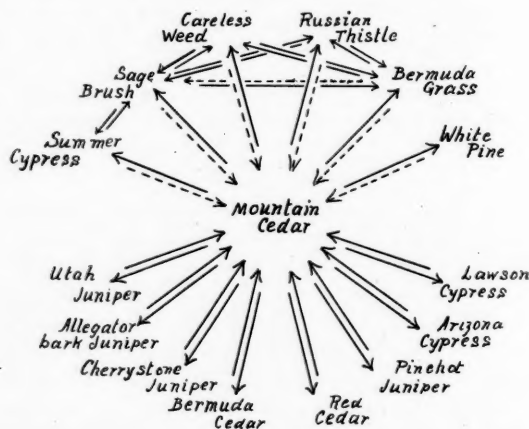 Careless
Weed
Russian
Thistle
Sage
Brush
Bermuda
Grass
Summer
Cypress
White
Pine
Mountain
Cedar
Utah
Juniper
Lawson
Cypress
Allegator
bark Juniper
Arizona
Cypress
Cherrystone
Juniper
Pinchot
Juniper
Bermuda
Cedar
Red
Cedar